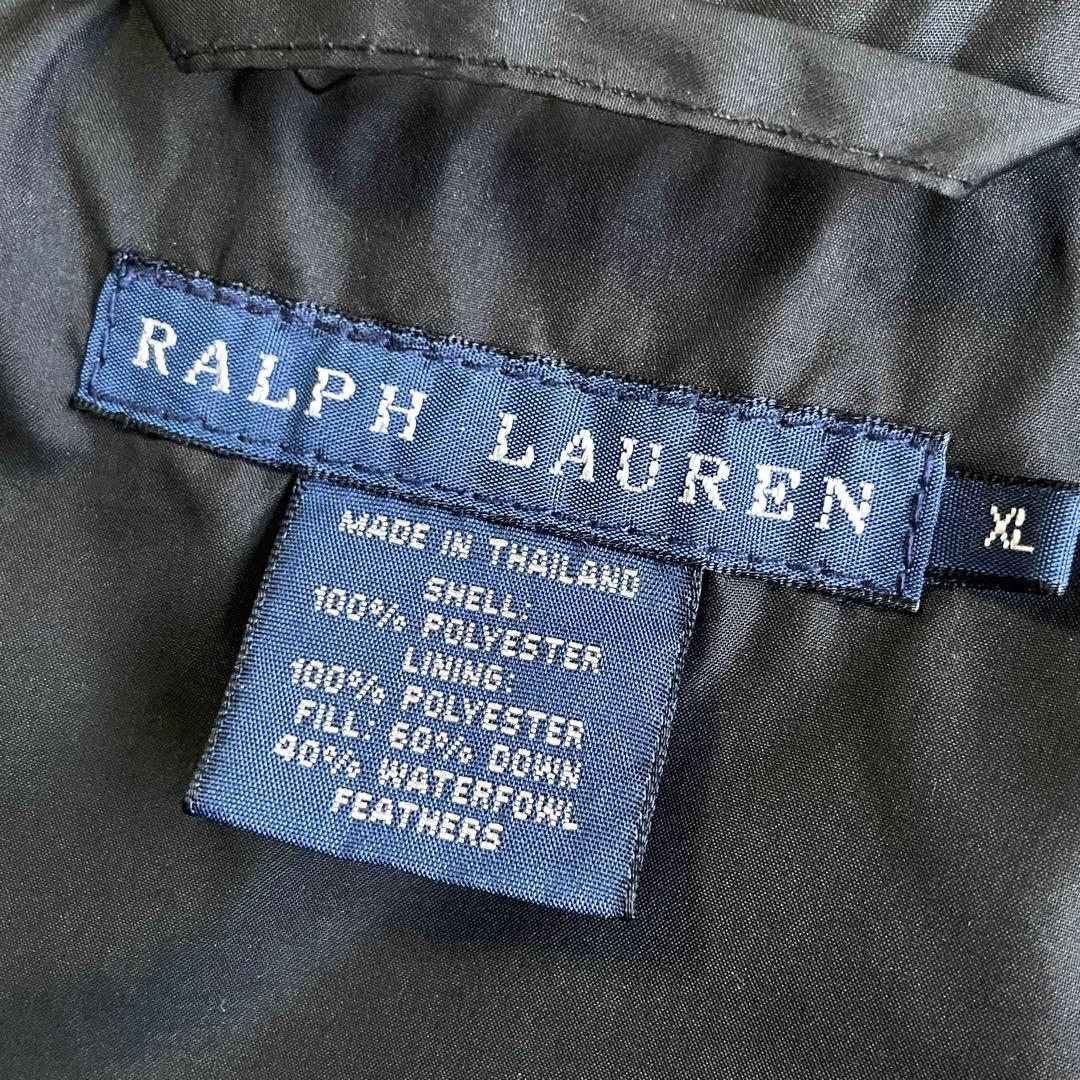 RALPH LAUREN
XL
MADE IN THAILAND
SHELL:
100% POLYESTER
LINING:
100% POLYESTER
FILL: 60% DOWN
40% WATERFOWL
FEATHERS